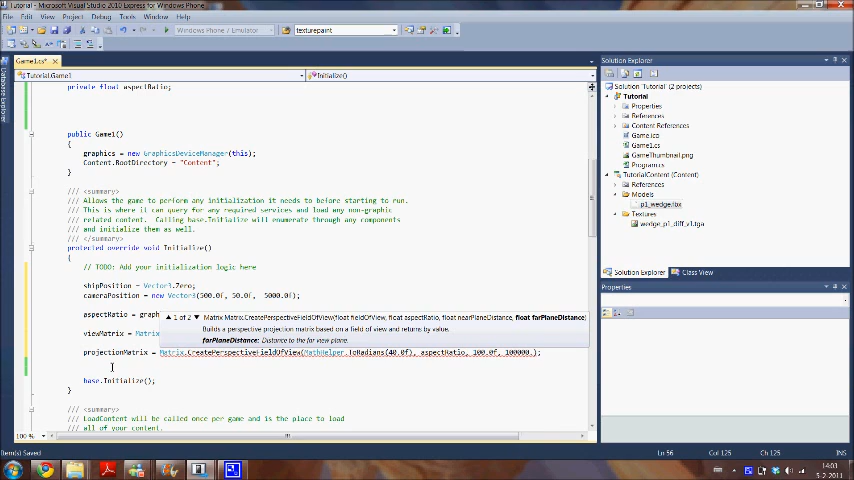 Tutorial - Microsoft Visual Studio 2010 Express for Windows Phone
File Edit View Project Debug Tools Window Help
Windows Phone 7 Emulator
texturepaint
Database Explorer
Game1.cs*
Tutorial.Game1
Initialize()
private float aspectRatio;
public Game1()
{
graphics = new GraphicsDeviceManager(this);
Content.RootDirectory = "Content";
}
/// <summary>
/// Allows the game to perform any initialization it needs to before starting to run.
/// This is where it can query for any required services and load any non-graphic
/// related content. Calling base.Initialize will enumerate through any components
/// and initialize them as well.
/// </summary>
protected override void Initialize()
{
// TODO: Add your initialization logic here
shipPosition = Vector3.Zero;
cameraPosition = new Vector3(500.0f, 50.0f, 5000.0f);
aspectRatio = grap
1 of 2 Matrix Matrix.CreatePerspectiveFieldOfView(float fieldOfView, float aspectRatio, float nearPlaneDistance, float farPlaneDistance)
Builds a perspective projection matrix based on a field of view and returns by value.
farPlaneDistance: Distance to the far view plane.
viewMatrix = Matrix
projectionMatrix = Matrix.CreatePerspectiveFieldOfView(MathHelper.ToRadians(40.0f), aspectRatio, 100.0f, 100000.);
base.Initialize();
}
/// <summary>
/// LoadContent will be called once per game and is the place to load
/// all of your content.
100 %
Solution Explorer
Solution 'Tutorial' (2 projects)
Tutorial
Properties
References
Content References
Game.ico
Game1.cs
GameThumbnail.png
Program.cs
TutorialContent (Content)
References
Models
p1_wedge.fbx
Textures
wedge_p1_diff_v1.tga
Solution Explorer Class View
Properties
Item(s) Saved
Ln 56 Col 125 Ch 125 INS
14:03
5-2-2011